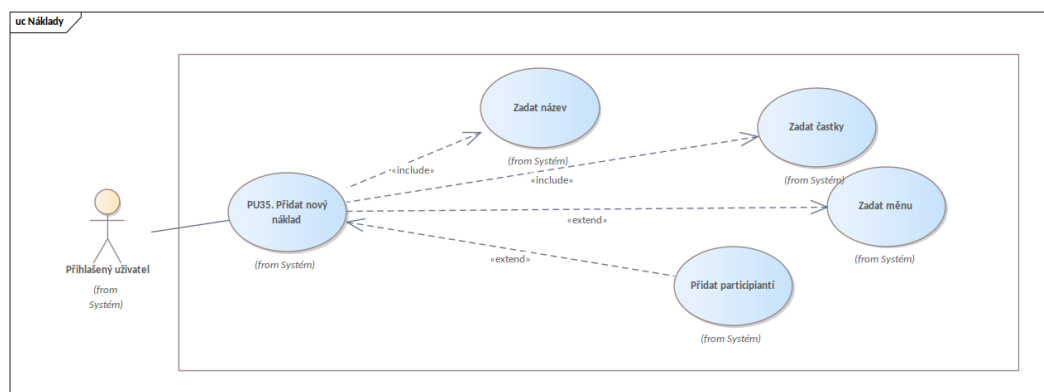 uc Náklady
Zadat název
(from Systém)
Zadat častky
(from Systém)
«include»
«include»
PU35. Přidat nový
náklad
(from Systém)
Zadat měnu
(from Systém)
«extend»
«extend»
Přihlašený uživatel
(from
Systém)
Přidat participiantí
(from Systém)